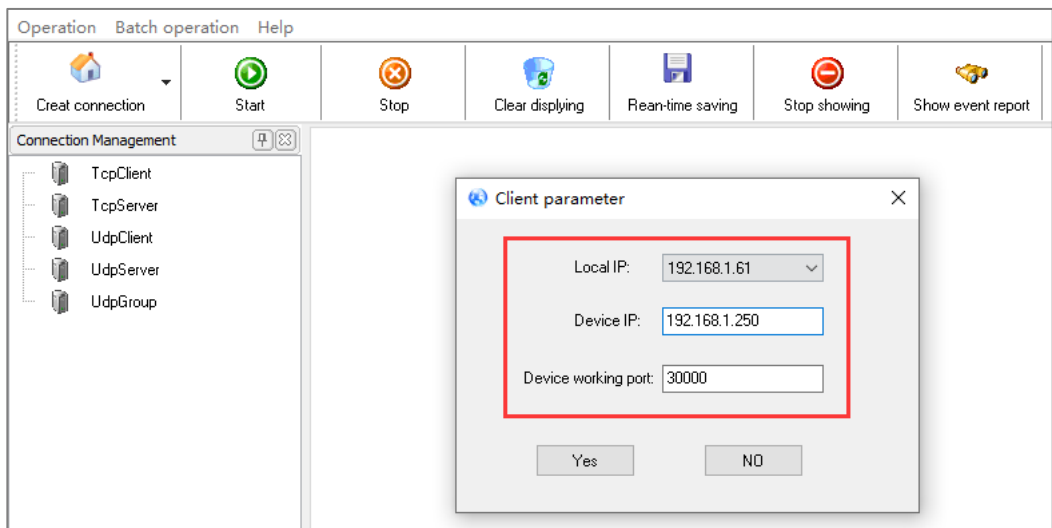 Operation Batch operation Help
Creat connection Start Stop Clear displying Rean-time saving Stop showing Show event report
Connection Management
TcpClient
TcpServer
UdpClient
UdpServer
UdpGroup
Client parameter
Local IP: 192.168.1.61
Device IP: 192.168.1.250
Device working port: 30000
Yes NO